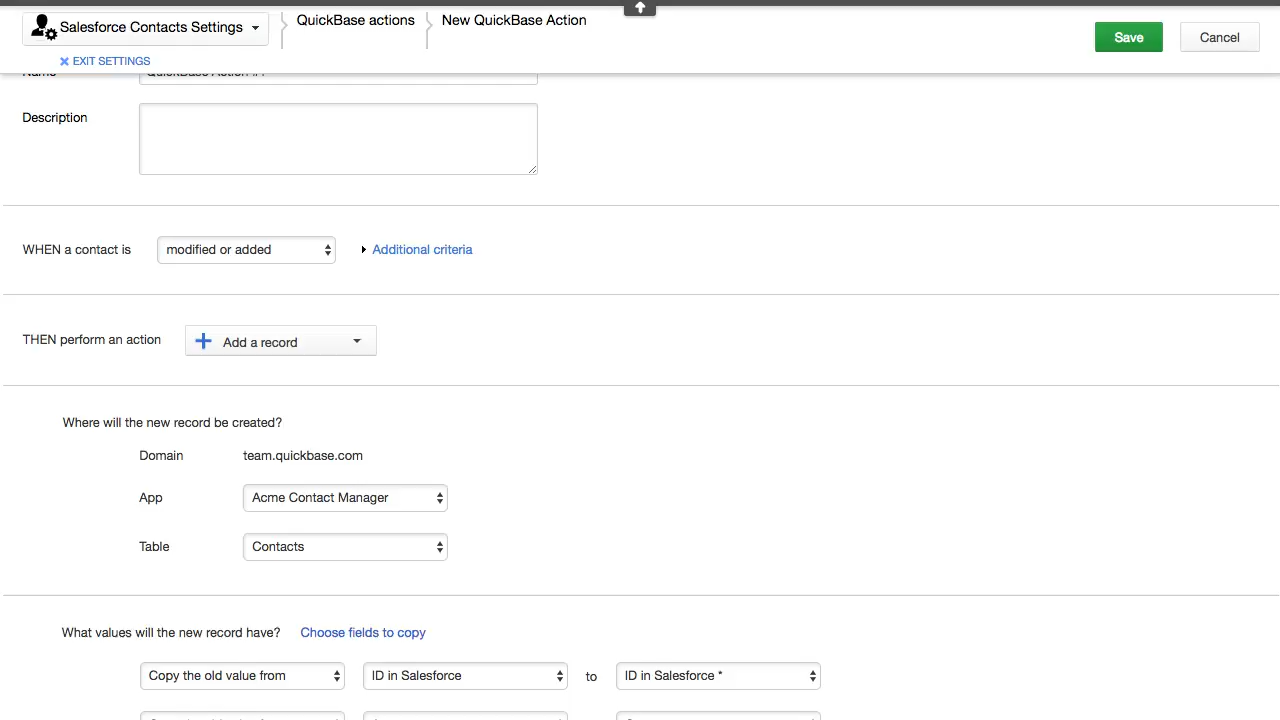 Salesforce Contacts Settings
QuickBase actions
New QuickBase Action
Save
Cancel
EXIT SETTINGS
Description
WHEN a contact is
modified or added
Additional criteria
THEN perform an action
Add a record
Where will the new record be created?
Domain
team.quickbase.com
App
Acme Contact Manager
Table
Contacts
What values will the new record have?
Choose fields to copy
Copy the old value from
ID in Salesforce
to
ID in Salesforce *